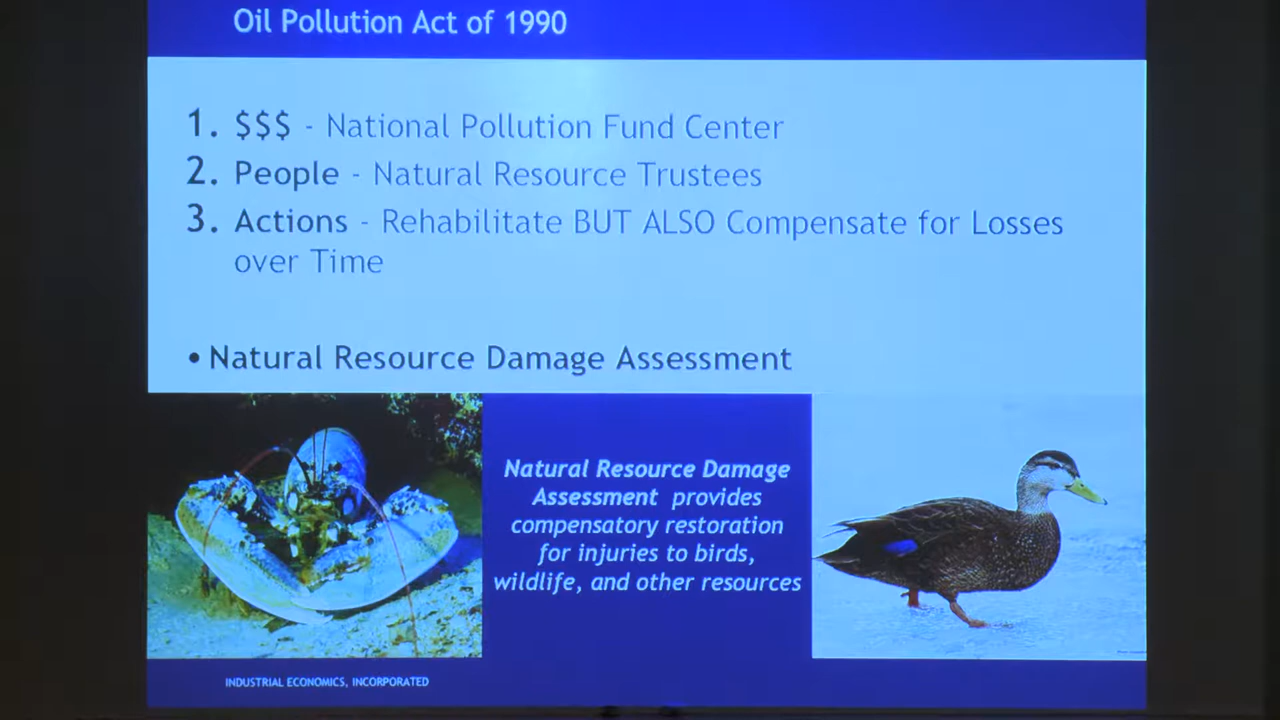 Oil Pollution Act of 1990
1. $$$ - National Pollution Fund Center
2. People - Natural Resource Trustees
3. Actions - Rehabilitate BUT ALSO Compensate for Losses
over Time
• Natural Resource Damage Assessment
Natural Resource Damage
Assessment provides
compensatory restoration
for injuries to birds,
wildlife, and other resources
INDUSTRIAL ECONOMICS, INCORPORATED